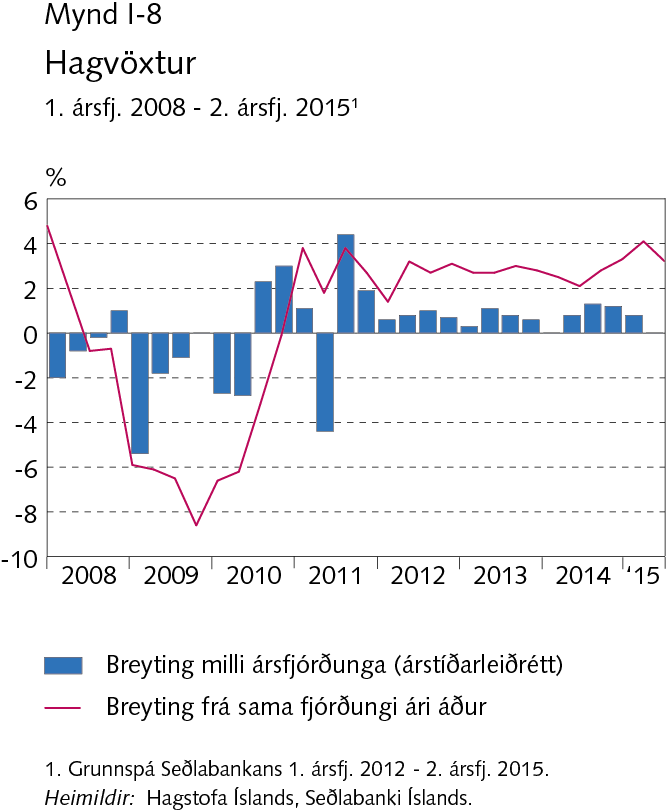 Mynd I-8
Hagvöxtur
1. ársfj. 2008 - 2. ársfj. 2015¹
%
6
4
2
0
-2
-4
-6
-8
-10
2008 2009 2010 2011 2012 2013 2014 '15
Breyting milli ársfjórðunga (árstíðarleiðrétt)
Breyting frá sama fjórðungi ári áður
1. Grunnspá Seðlabankans 1. ársfj. 2012 - 2. ársfj. 2015.
Heimildir: Hagstofa Íslands, Seðlabanki Íslands.